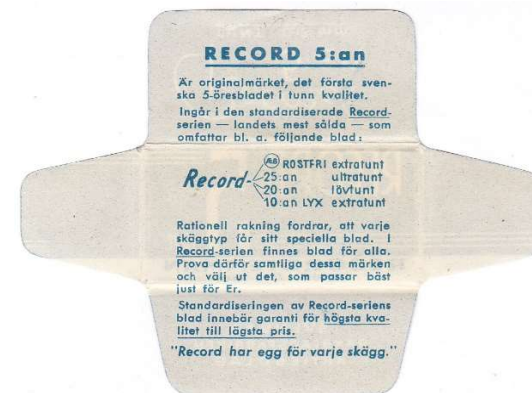 RECORD 5:an
Är originalmärket, det första sven-
ska 5-öresbladet i tunn kvalitet.
Ingår i den standardiserade Record-
serien — landets mest sålda — som
omfattar bl. a. följande blad:
ROSTFRI extratunt
Record- 25:an ultratunt
20:an lövtunt
10:an LYX extratunt
Rationell rakning fordrar, att varje
skäggtyp får sitt speciella blad. I
Record-serien finnes blad för alla.
Prova därför samtliga dessa märken
och välj ut det, som passar bäst
just för Er.
Standardiseringen av Record-seriens
blad innebär garanti för högsta kva-
litet till lägsta pris.
"Record har egg för varje skägg."